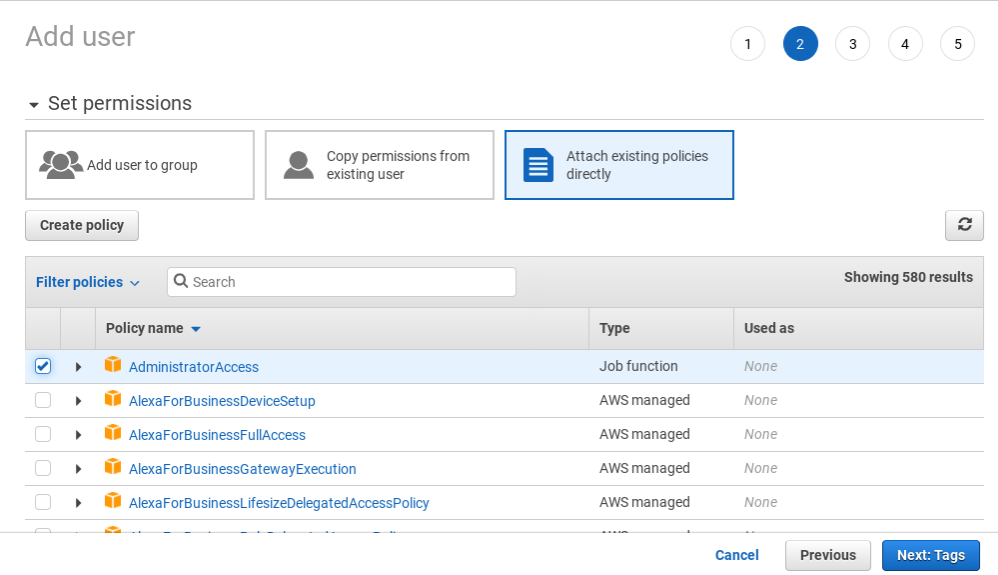 Add user
1 2 3 4 5
Set permissions
Add user to group
Copy permissions from
existing user
Attach existing policies
directly
Create policy
Filter policies
Search
Showing 580 results
Policy name Type Used as
AdministratorAccess Job function None
AlexaForBusinessDeviceSetup AWS managed None
AlexaForBusinessFullAccess AWS managed None
AlexaForBusinessGatewayExecution AWS managed None
AlexaForBusinessLifesizeDelegatedAccessPolicy AWS managed None
Cancel Previous Next: Tags